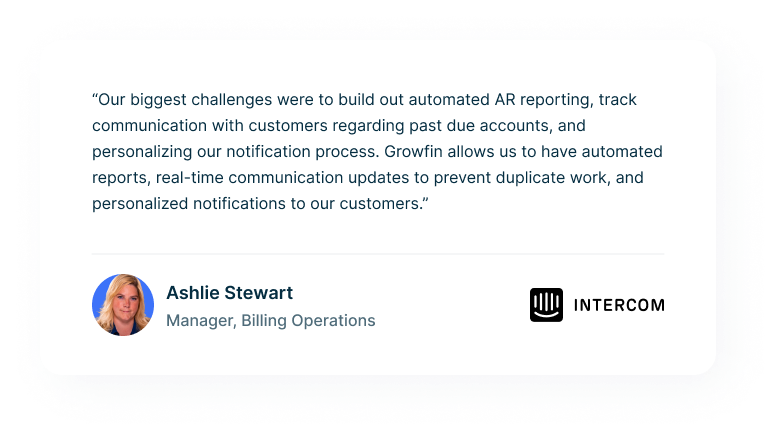 “Our biggest challenges were to build out automated AR reporting, track
communication with customers regarding past due accounts, and
personalizing our notification process. Growfin allows us to have automated
reports, real-time communication updates to prevent duplicate work, and
personalized notifications to our customers.”
Ashlie Stewart
Manager, Billing Operations
INTERCOM